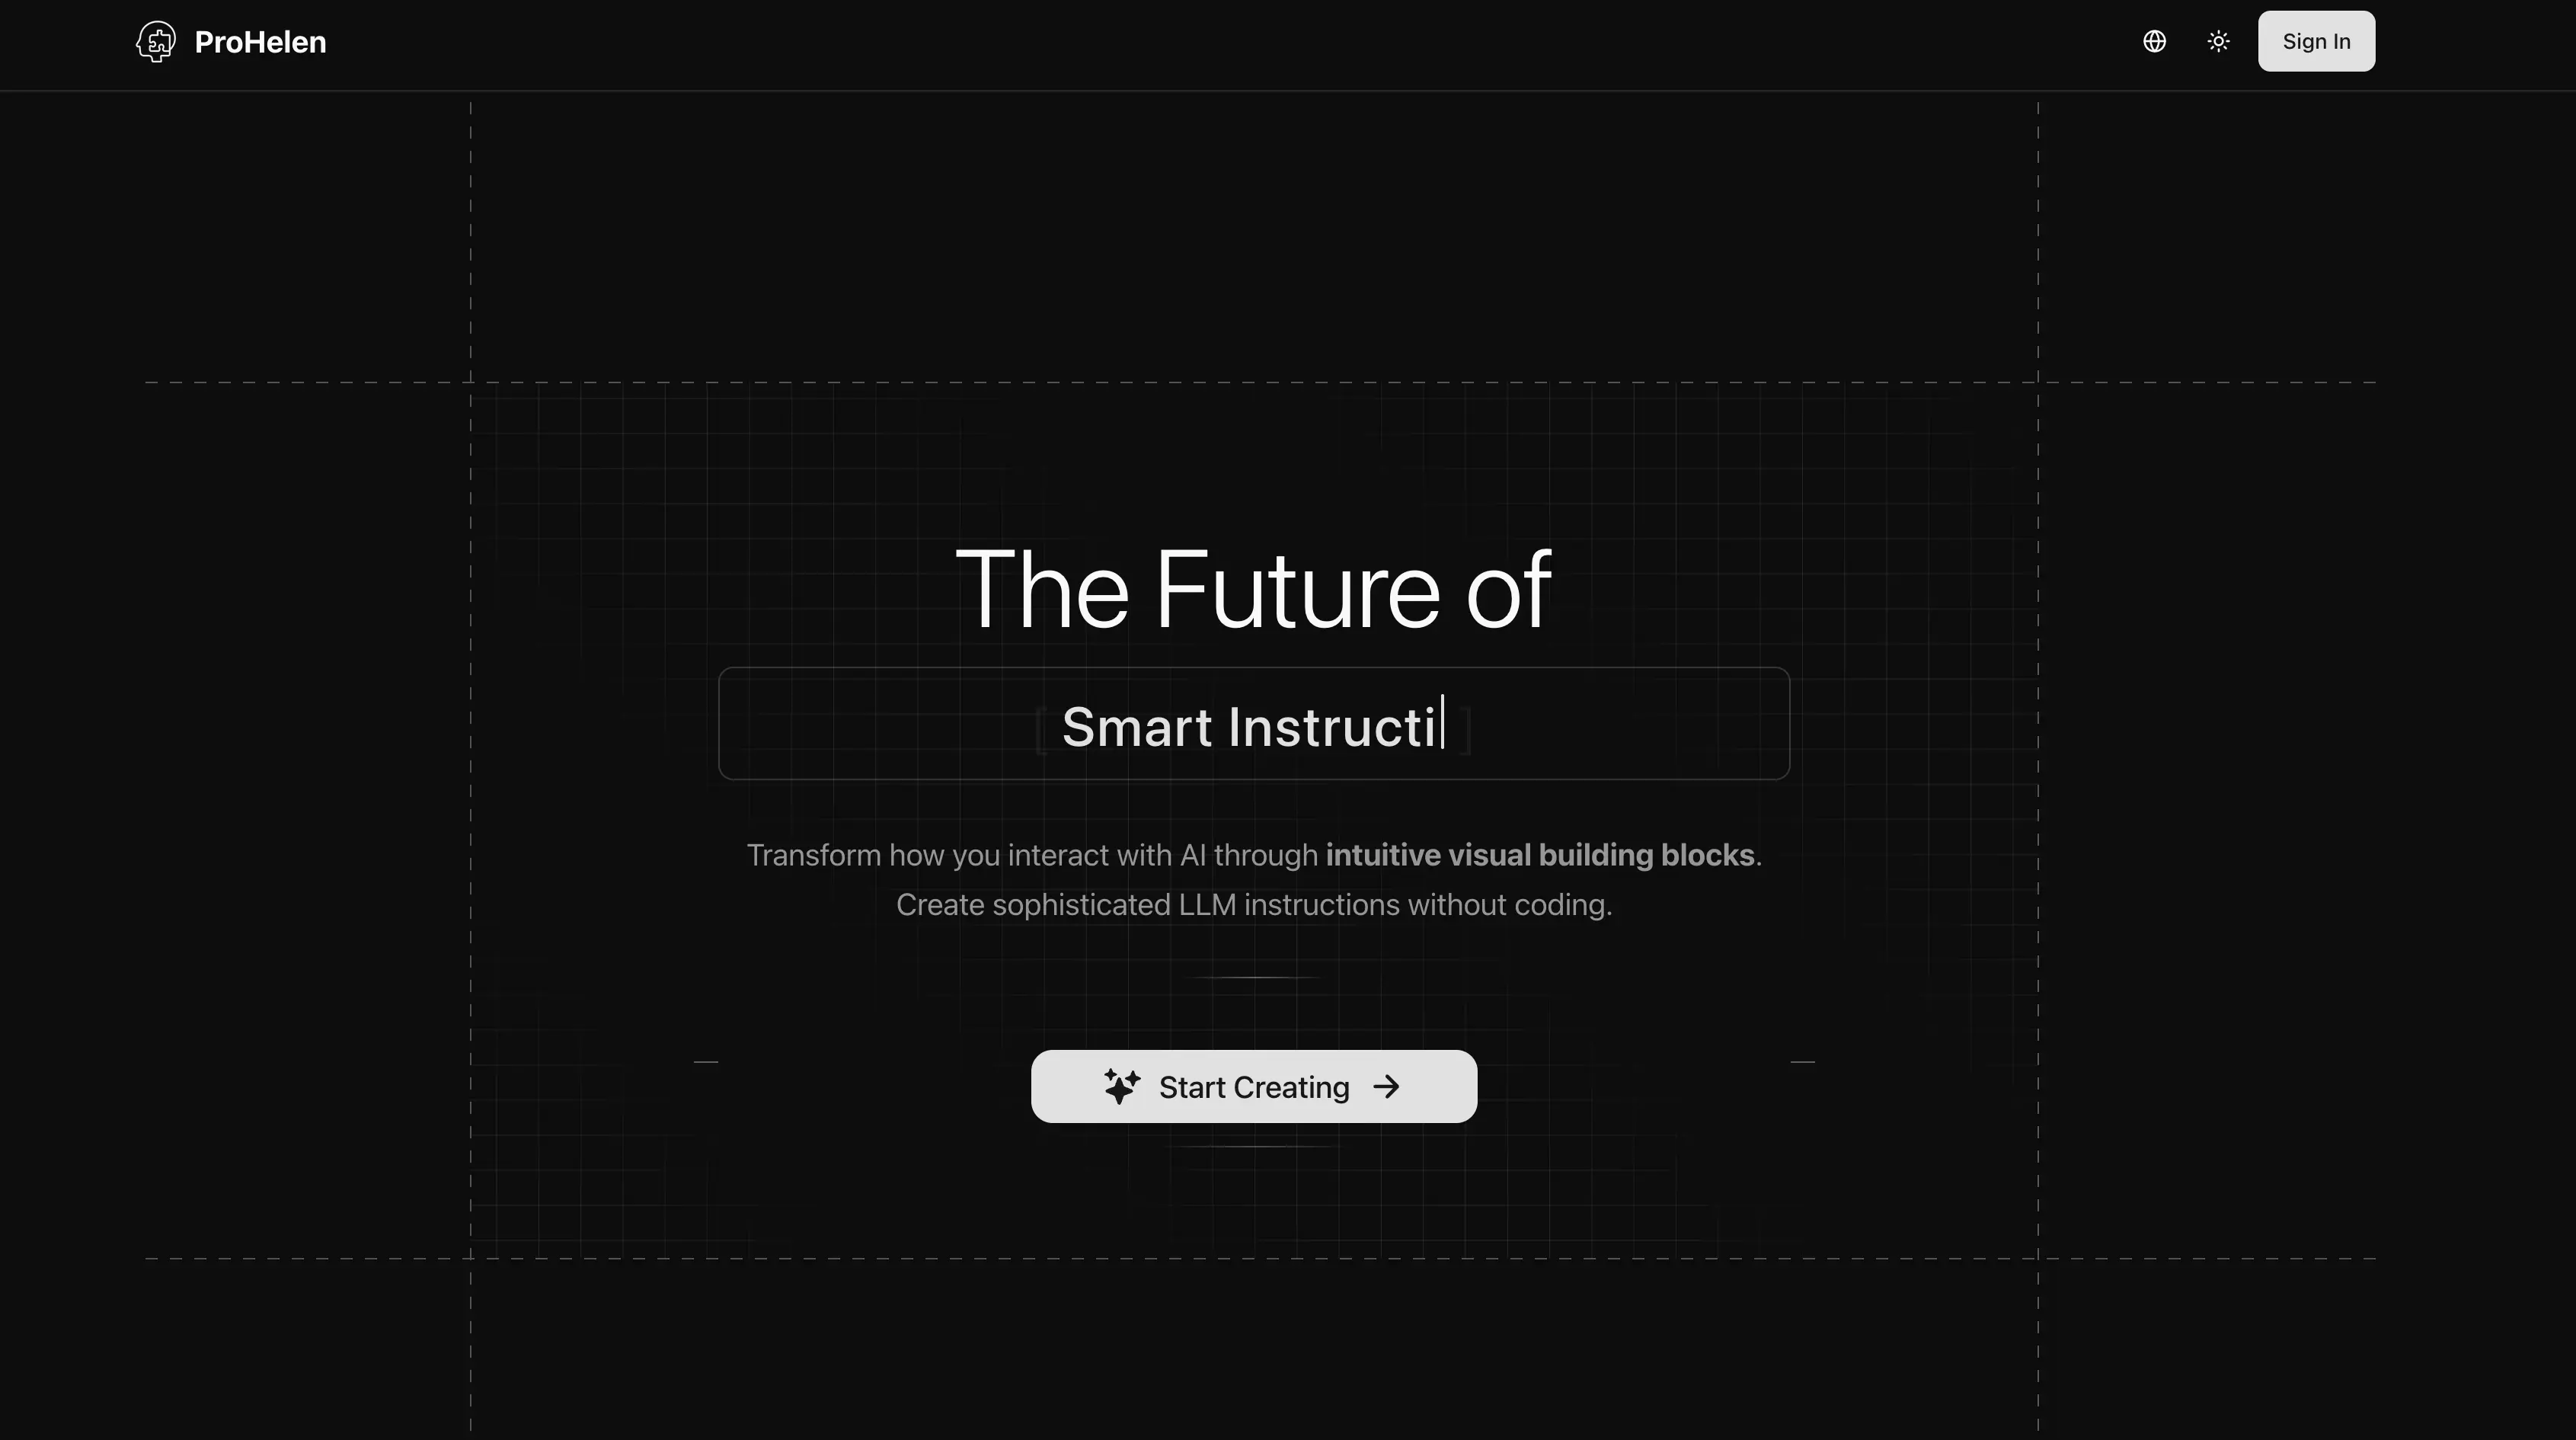 ProHelen
Sign In
The Future of
[ Smart Instructi ]
Transform how you interact with AI through intuitive visual building blocks.
Create sophisticated LLM instructions without coding.
Start Creating →